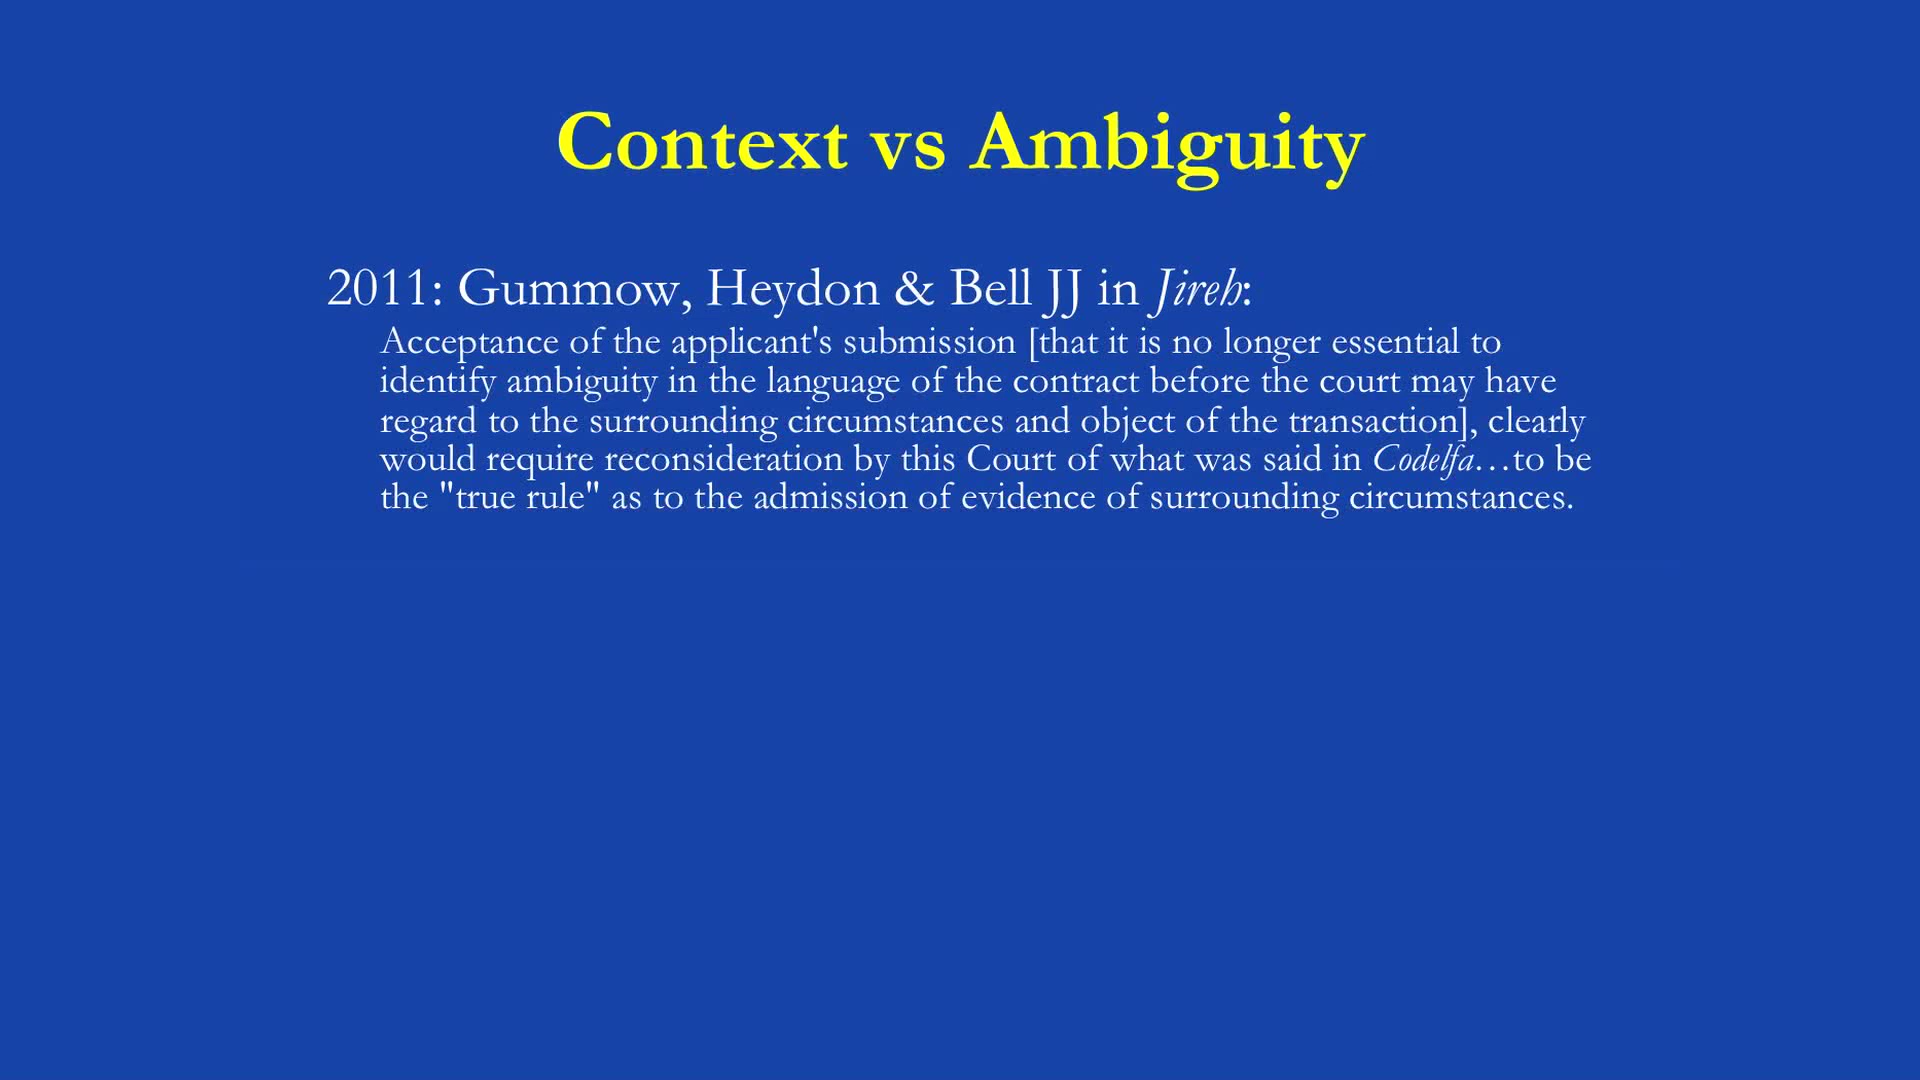 Context vs Ambiguity
2011: Gummow, Heydon & Bell JJ in Jireh:
Acceptance of the applicant's submission [that it is no longer essential to
identify ambiguity in the language of the contract before the court may have
regard to the surrounding circumstances and object of the transaction], clearly
would require reconsideration by this Court of what was said in Codelfa…to be
the "true rule" as to the admission of evidence of surrounding circumstances.